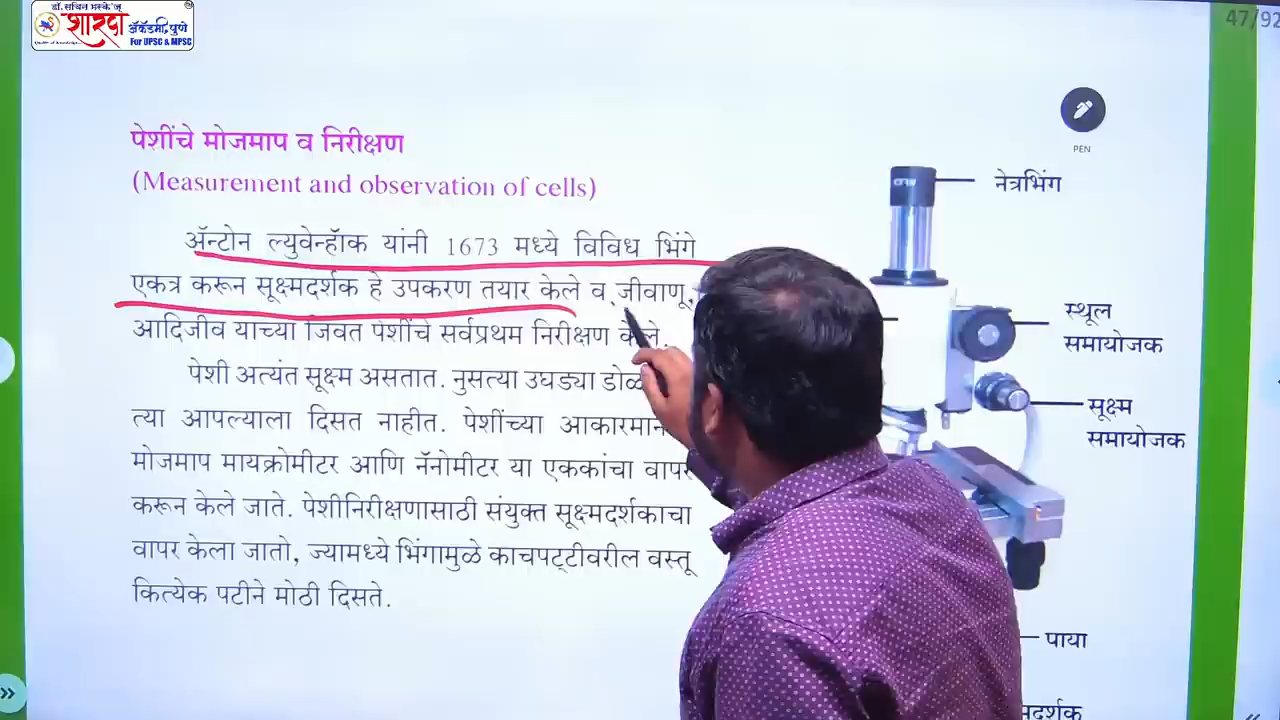 डॉ. सचिन भस्के'ज्
शारदा
ॲकॅडमी, पुणे
For UPSC & MPSC
47/92
पेशींचे मोजमाप व निरीक्षण
(Measurement and observation of cells)
PEN
ॲन्टोन ल्युवेन्हॅाक यांनी 1673 मध्ये विविध भिंगे
एकत्र करून सूक्ष्मदर्शक हे उपकरण तयार केले व जीवाणू,
आदिजीव यांच्या जिवंत पेशींचे सर्वप्रथम निरीक्षण केले.
पेशी अत्यंत सूक्ष्म असतात. नुसत्या उघड्या
त्या आपल्याला दिसत नाहीत. पेशींच्या
मोजमाप मायक्रोमीटर आणि नॅनोमीटर या एककांचा वापर
करून केले जाते. पेशीनिरीक्षणासाठी संयुक्त सूक्ष्मदर्शकाचा
वापर केला जातो, ज्यामध्ये भिंगामुळे काचपट्टीवरील वस्तू
कित्येक पटीने मोठी दिसते.
नेत्रभिंग
स्थूल
समायोजक
सूक्ष्म
समायोजक
पाया